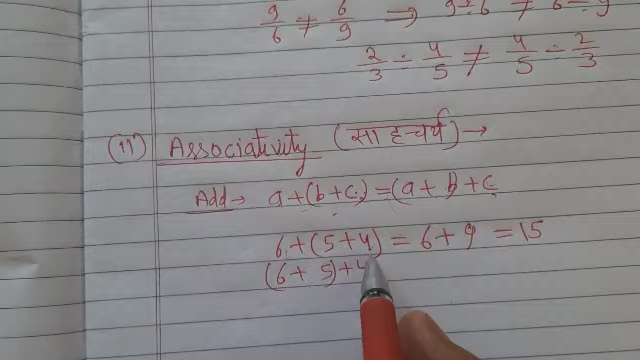 9/6 ≠ 6/9 ⇒ 9÷6 ≠ 6÷9
2/3 ÷ 4/5 ≠ 4/5 ÷ 2/3
(11) Associativity (साहचर्य) →
Add → a+(b+c) = (a+b)+c
6+(5+4) = 6+9 = 15
(6+5)+4